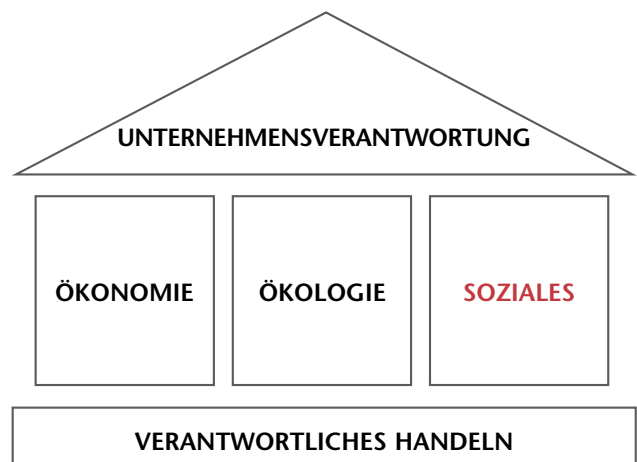 UNTERNEHMENSVERANTWORTUNG
ÖKONOMIE
ÖKOLOGIE
SOZIALES
VERANTWORTLICHES HANDELN